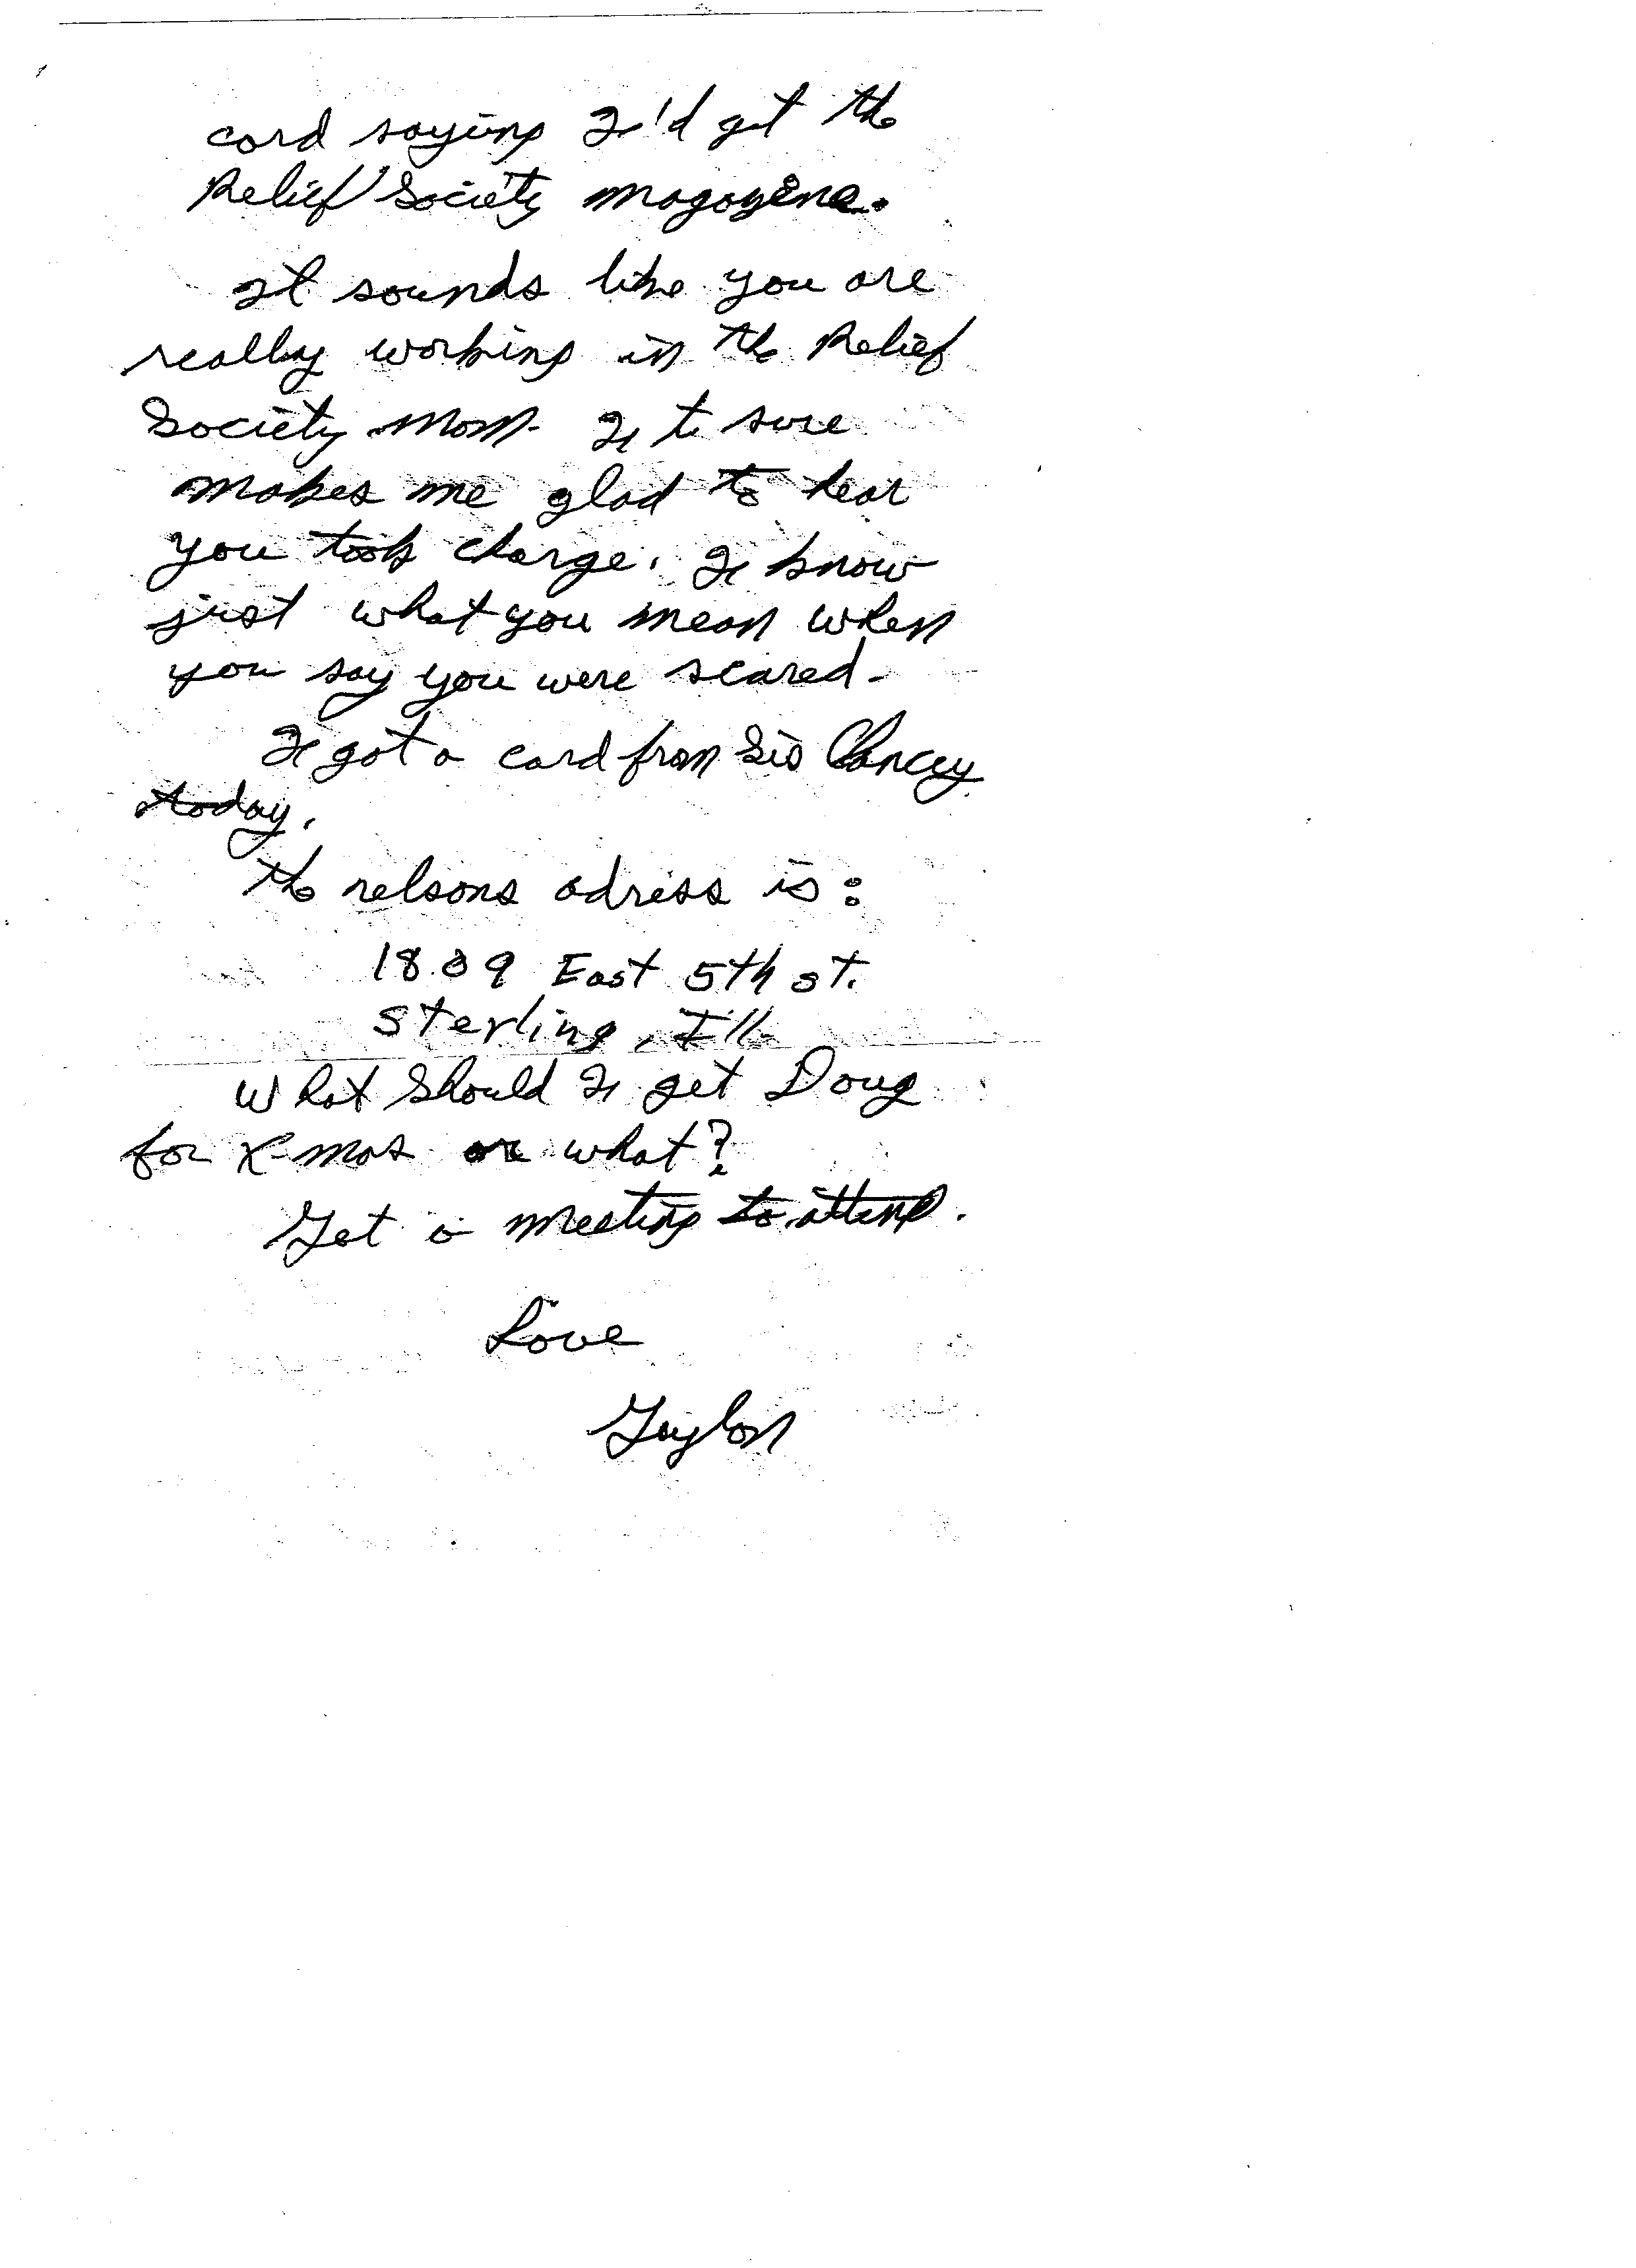 card saying I'd get the
Relief Society magazine.
It sounds like you are
really working in the Relief
Society Mom. It sure
makes me glad to hear
you took charge. I know
just what you mean when
you say you were scared.
I got a card from Sis
today.
the nelsons adress is:
1809 East 5th st.
Sterling, Ill.
What Should I get Doug
for X-mas or what?
Got a meeting to attend.
Love
Gaylon